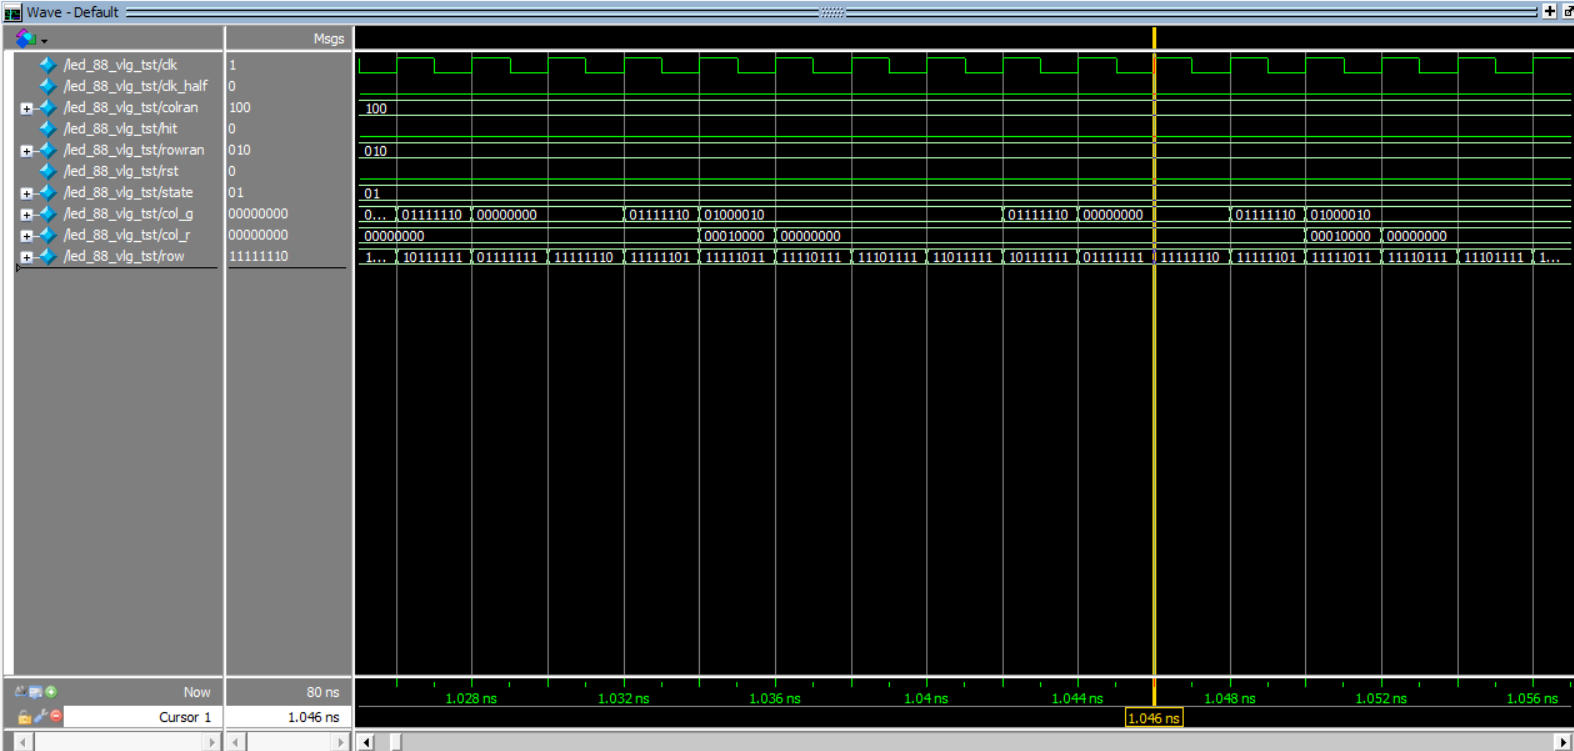 Wave - Default
Msgs
/led_88_vlg_tst/clk 1
/led_88_vlg_tst/clk_half 0
/led_88_vlg_tst/colran 100 100
/led_88_vlg_tst/hit 0
/led_88_vlg_tst/rowran 010 010
/led_88_vlg_tst/rst 0
/led_88_vlg_tst/state 01 01
/led_88_vlg_tst/col_g 00000000 0... 01111110 00000000 01111110 01000010 01111110 00000000 01111110 01000010
/led_88_vlg_tst/col_r 00000000 00000000 00010000 00000000 00010000 00000000
/led_88_vlg_tst/row 11111110 1... 10111111 01111111 11111110 11111101 11111011 11110111 11101111 11011111 10111111 01111111 11111110 11111101 11111011 11110111 11101111 1...
Now 80 ns 1.028 ns 1.032 ns 1.036 ns 1.04 ns 1.044 ns 1.048 ns 1.052 ns 1.056 ns
Cursor 1 1.046 ns 1.046 ns